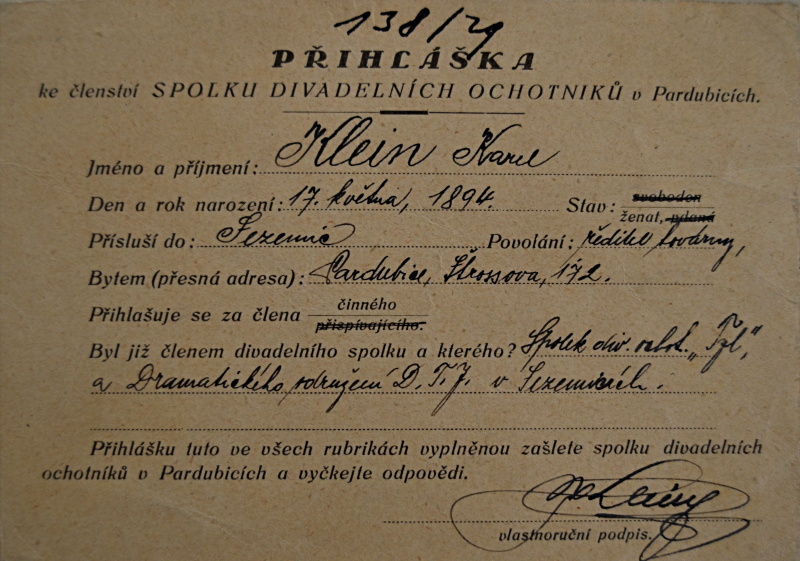 138/29
PŘIHLÁŠKA
ke členství SPOLKU DIVADELNÍCH OCHOTNIKŮ v Pardubicích.
Jméno a příjmení: Klein Karel
Den a rok narození: 17. května, 1894. Stav: svoboden
ženat, vdaná
Přísluší do: Sezemic Povolání: ředitel továrny,
Bytem (přesná adresa): Pardubice, Štrossova, 172.
Přihlašuje se za člena činného
přispívajícího.
Byl již členem divadelního spolku a kterého? Spolek div. ochot. „Tyl,"
a Dramatického sdružení D. T. J. v Sezemicích.
Přihlášku tuto ve všech rubrikách vyplněnou zašlete spolku divadelních
ochotníků v Pardubicích a vyčkejte odpovědi.
vlastnoruční podpis.